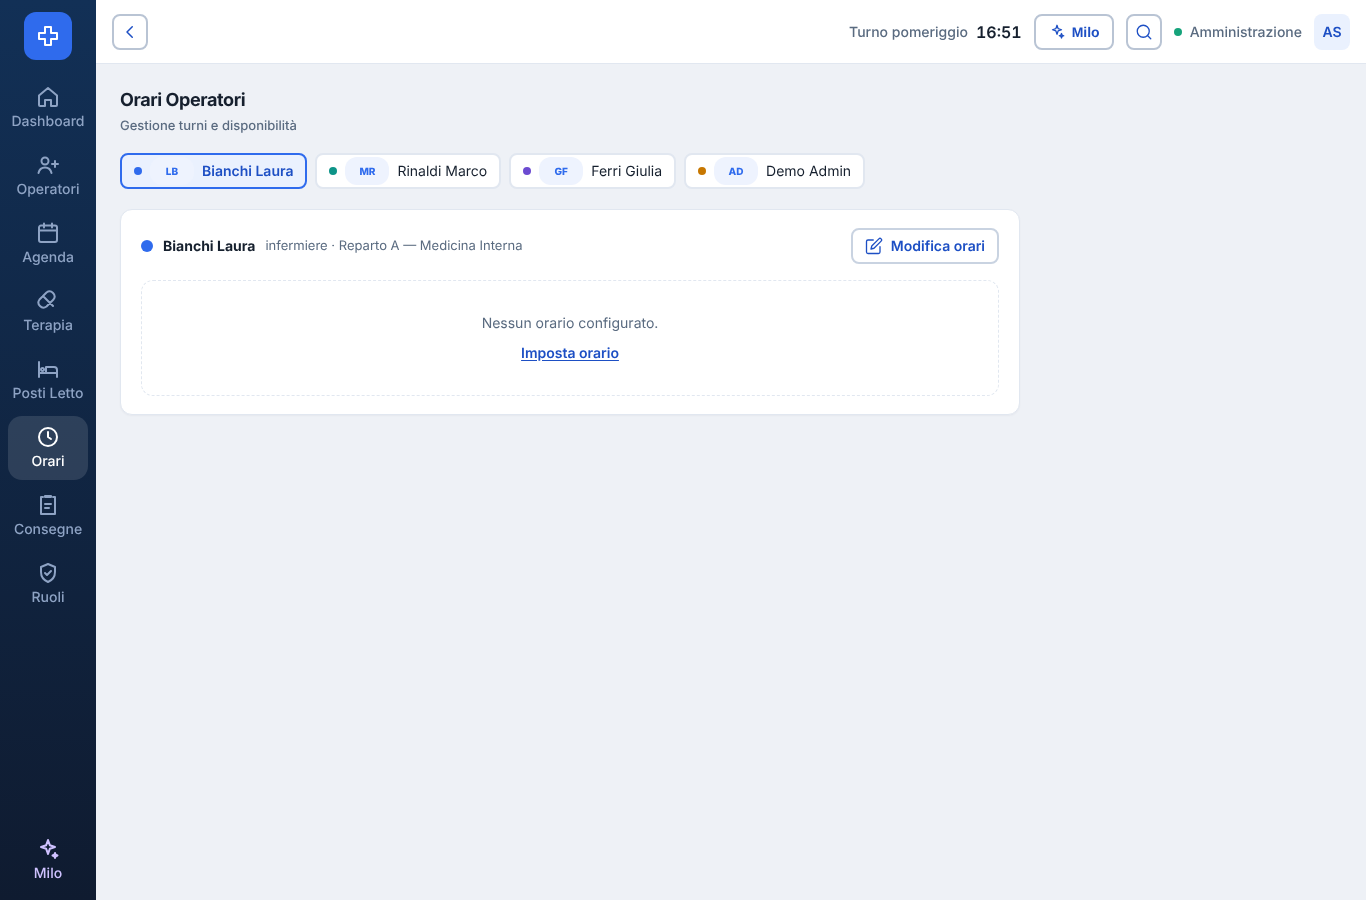 Turno pomeriggio 16:51 Milo Amministrazione AS
Dashboard
Operatori
Agenda
Terapia
Posti Letto
Orari
Consegne
Ruoli
Milo
Orari Operatori
Gestione turni e disponibilità
LB Bianchi Laura MR Rinaldi Marco GF Ferri Giulia AD Demo Admin
Bianchi Laura infermiere · Reparto A — Medicina Interna Modifica orari
Nessun orario configurato.
Imposta orario